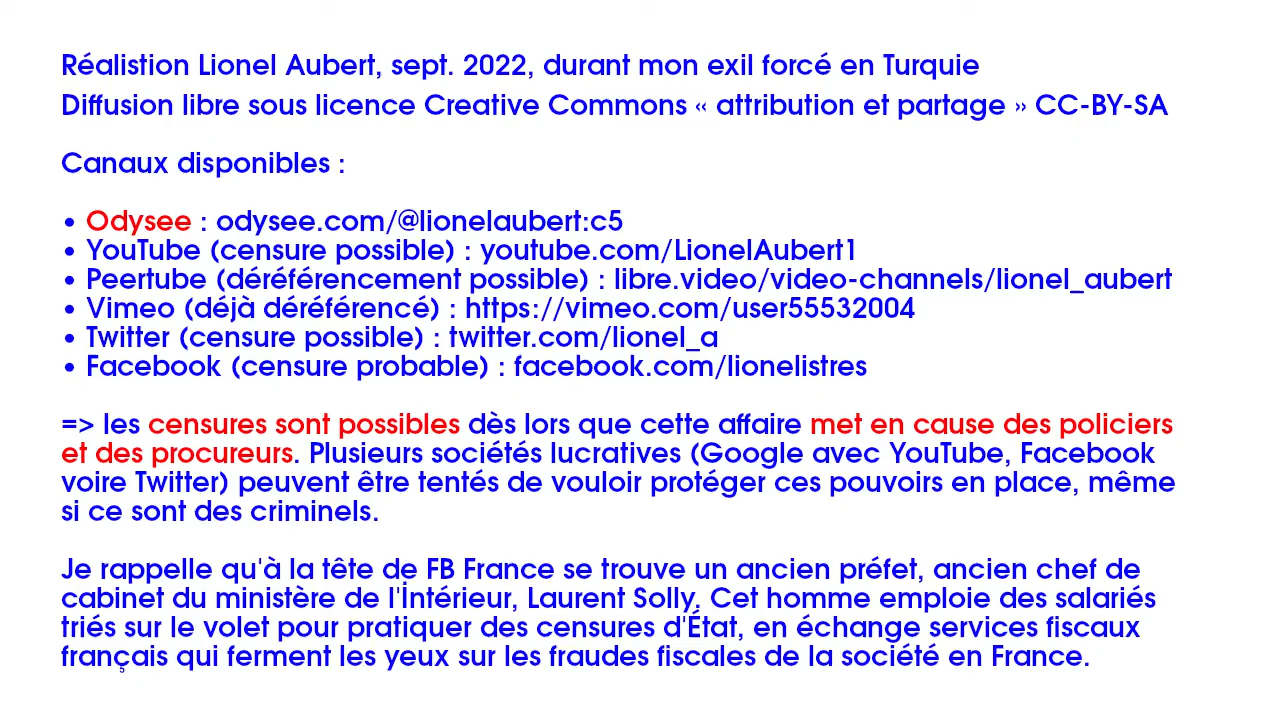 Réalistion Lionel Aubert, sept. 2022, durant mon exil forcé en Turquie
Diffusion libre sous licence Creative Commons « attribution et partage » CC-BY-SA
Canaux disponibles :
• Odysee : odysee.com/@lionelaubert:c5
• YouTube (censure possible) : youtube.com/LionelAubert1
• Peertube (déréférencement possible) : libre.video/video-channels/lionel_aubert
• Vimeo (déjà déréférencé) : https://vimeo.com/user55532004
• Twitter (censure possible) : twitter.com/lionel_a
• Facebook (censure probable) : facebook.com/lionelistres
=> les censures sont possibles dès lors que cette affaire met en cause des policiers
et des procureurs. Plusieurs sociétés lucratives (Google avec YouTube, Facebook
voire Twitter) peuvent être tentés de vouloir protéger ces pouvoirs en place, même
si ce sont des criminels.
Je rappelle qu'à la tête de FB France se trouve un ancien préfet, ancien chef de
cabinet du ministère de l'İntérieur, Laurent Solly. Cet homme emploie des salariés
triés sur le volet pour pratiquer des censures d'État, en échange services fiscaux
français qui ferment les yeux sur les fraudes fiscales de la société en France.